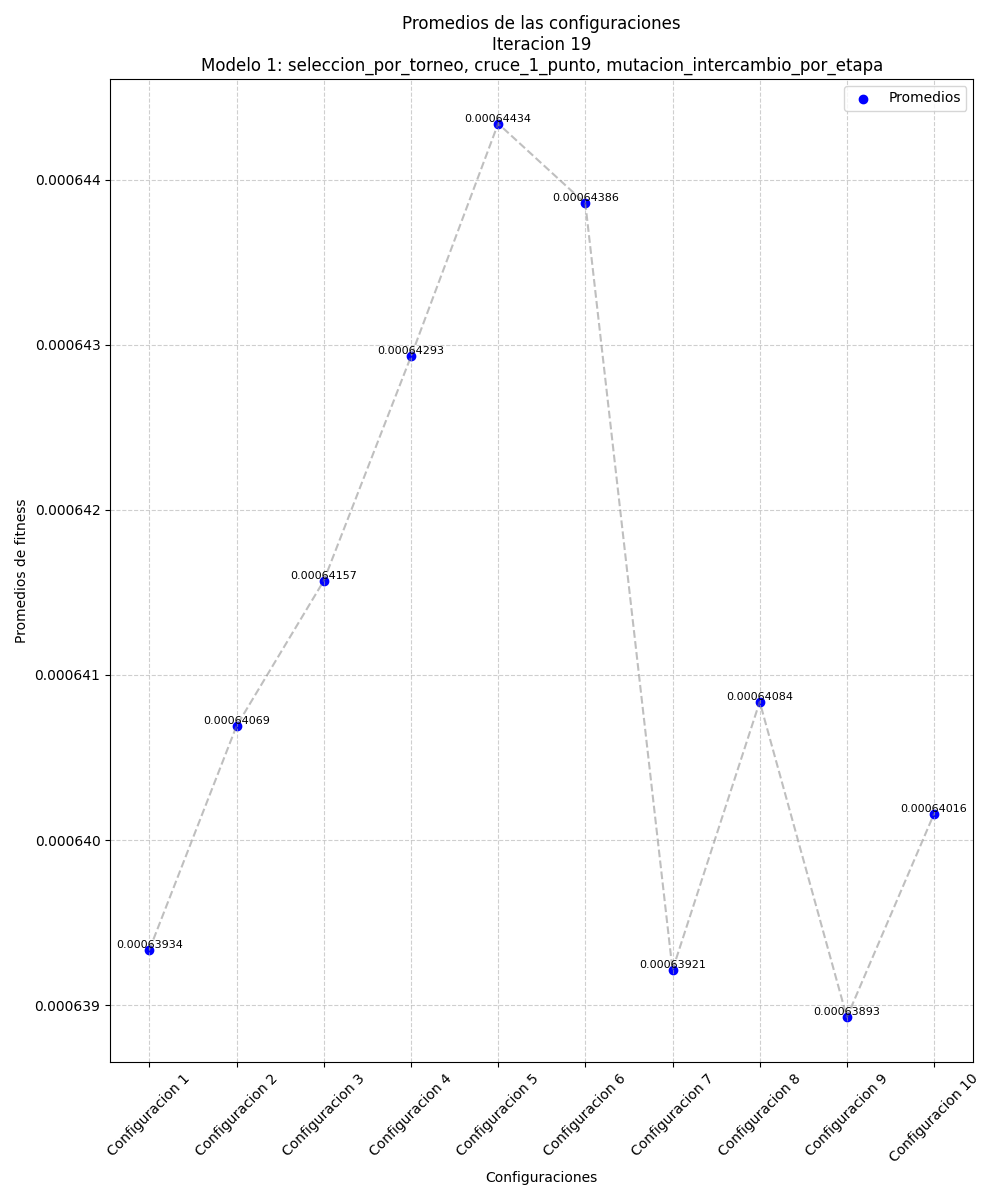 Promedios de las configuraciones
Iteracion 19
Modelo 1: seleccion_por_torneo, cruce_1_punto, mutacion_intercambio_por_etapa
Promedios
0.00064434
0.00064386
0.00064293
0.00064157
0.00064069
0.00064084
0.00064016
0.00063934
0.00063921
0.00063893
0.000644
0.000643
0.000642
0.000641
0.000640
0.000639
Promedios de fitness
Configuracion 1
Configuracion 2
Configuracion 3
Configuracion 4
Configuracion 5
Configuracion 6
Configuracion 7
Configuracion 8
Configuracion 9
Configuracion 10
Configuraciones